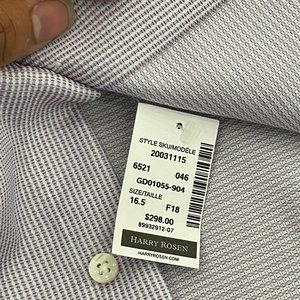 STYLE SKU/MODÈLE
20031115
6521 046
GD01055-904
SIZE/TAILLE
16.5 F18
$298.00
89932912-07
HARRY ROSEN
HARRYROSEN.COM